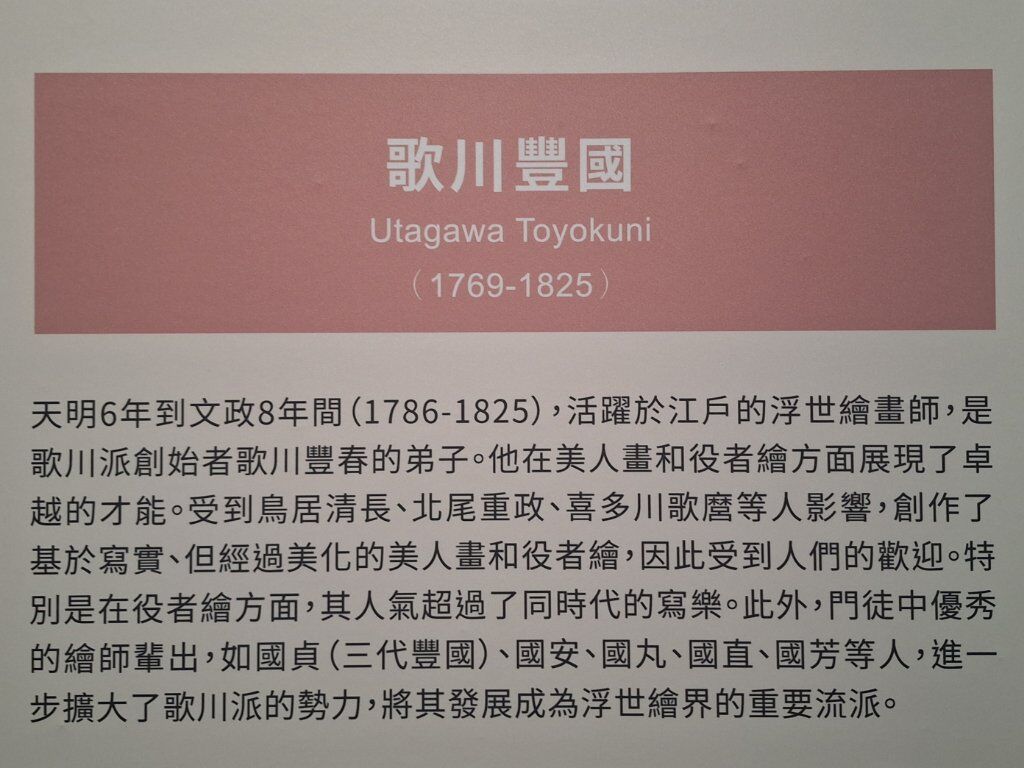 歌川豐國
Utagawa Toyokuni
（1769-1825）
天明6年到文政8年間（1786-1825），活躍於江戶的浮世繪畫師，是
歌川派創始者歌川豐春的弟子。他在美人畫和役者繪方面展現了卓
越的才能。受到鳥居清長、北尾重政、喜多川歌麿等人影響，創作了
基於寫實、但經過美化的美人畫和役者繪，因此受到人們的歡迎。特
別是在役者繪方面，其人氣超過了同時代的寫樂。此外，門徒中優秀
的繪師輩出，如國貞（三代豐國）、國安、國丸、國直、國芳等人，進一
步擴大了歌川派的勢力，將其發展成為浮世繪界的重要流派。